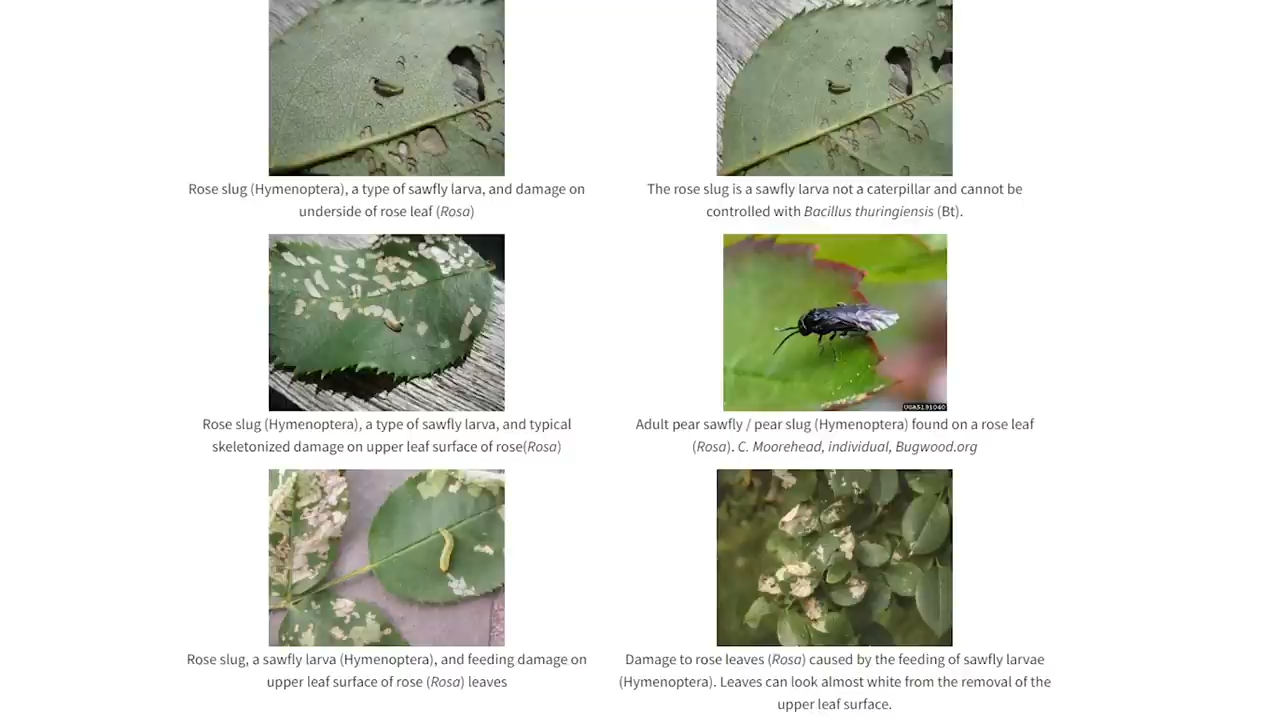 Rose slug (Hymenoptera), a type of sawfly larva, and damage on
underside of rose leaf (Rosa)
The rose slug is a sawfly larva not a caterpillar and cannot be
controlled with Bacillus thuringiensis (Bt).
UGA5191060
Rose slug (Hymenoptera), a type of sawfly larva, and typical
skeletonized damage on upper leaf surface of rose(Rosa)
Adult pear sawfly / pear slug (Hymenoptera) found on a rose leaf
(Rosa). C. Moorehead, individual, Bugwood.org
Rose slug, a sawfly larva (Hymenoptera), and feeding damage on
upper leaf surface of rose (Rosa) leaves
Damage to rose leaves (Rosa) caused by the feeding of sawfly larvae
(Hymenoptera). Leaves can look almost white from the removal of the
upper leaf surface.